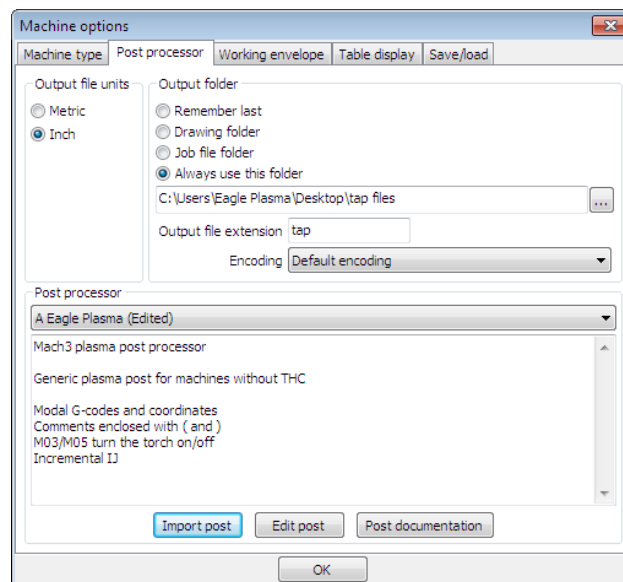 Machine options
Machine type Post processor Working envelope Table display Save/load
Output file units
Metric
Inch
Output folder
Remember last
Drawing folder
Job file folder
Always use this folder
C:\Users\Eagle Plasma\Desktop\tap files
...
Output file extension tap
Encoding Default encoding
Post processor
A Eagle Plasma (Edited)
Mach3 plasma post processor
Generic plasma post for machines without THC
Modal G-codes and coordinates
Comments enclosed with ( and )
M03/M05 turn the torch on/off
Incremental IJ
Import post Edit post Post documentation
OK